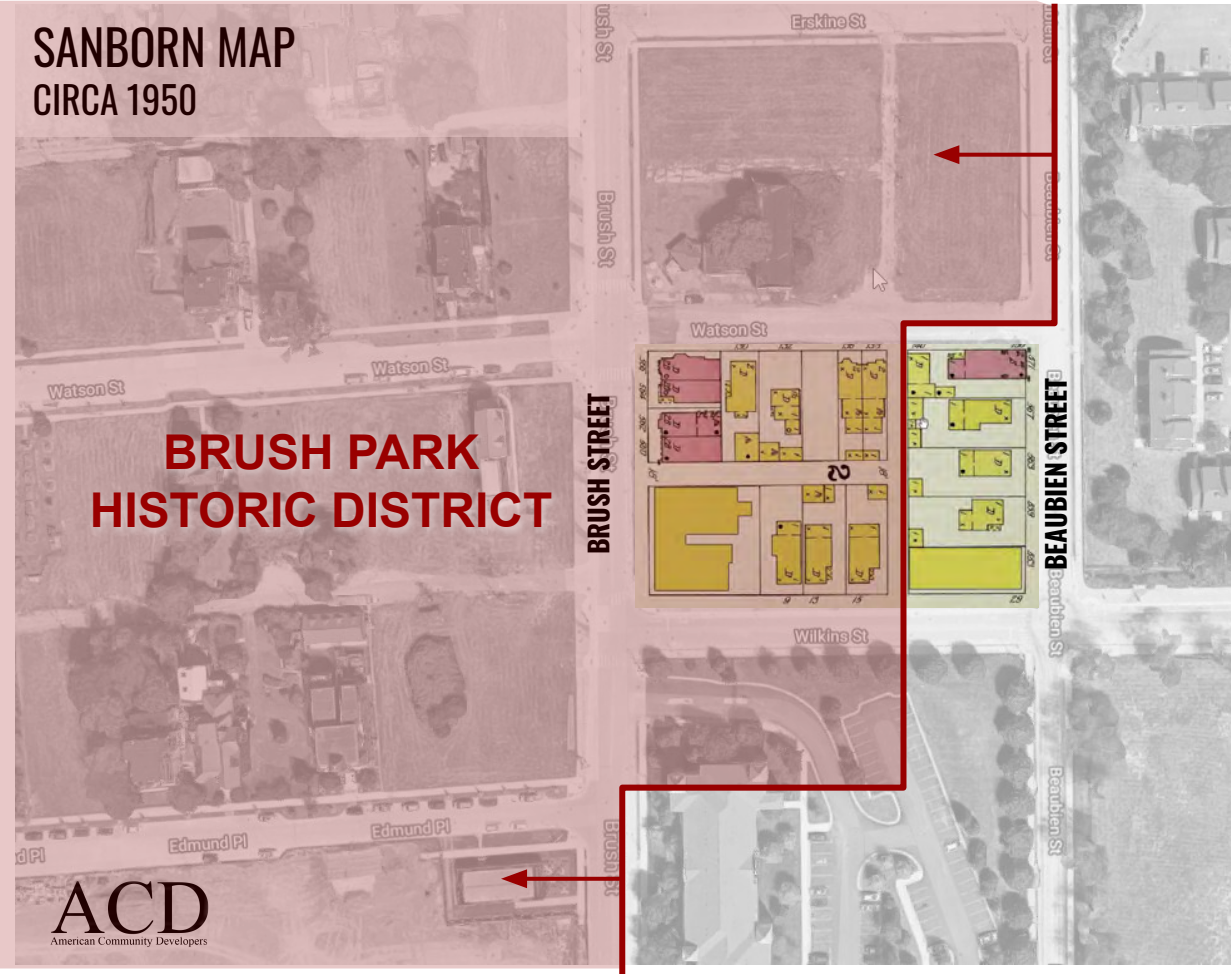 SANBORN MAP
CIRCA 1950
Erskine St
Brush St
Beaubien St
Watson St
Watson St
Watson St
BRUSH PARK
HISTORIC DISTRICT
BRUSH STREET
BEAUBIEN STREET
Beaubien St
Wilkins St
Beaubien St
Edmund Pl
Edmund Pl
Brush St
ACD
American Community Developers